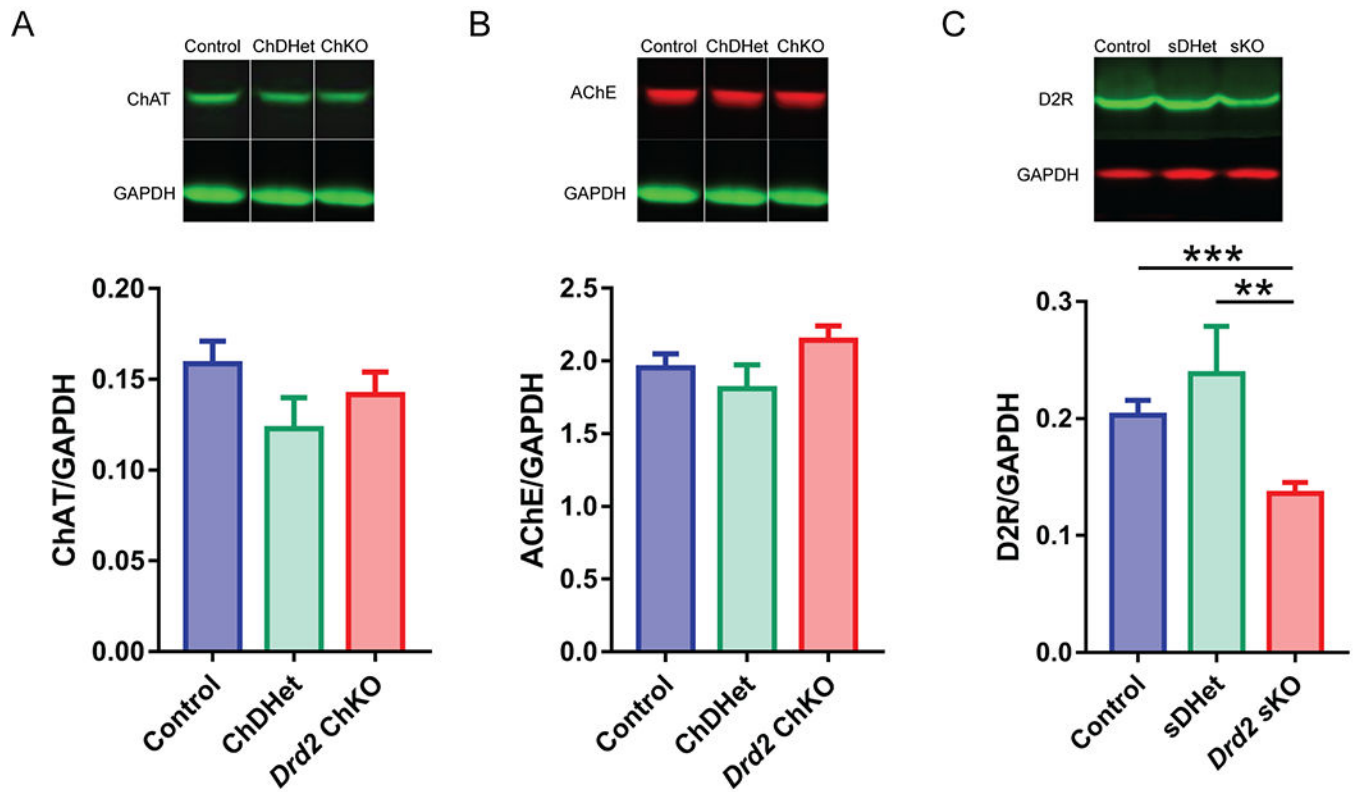 A
Control ChDHet ChKO
ChAT
GAPDH
ChAT/GAPDH
0.20
0.15
0.10
0.05
0.00
Control
ChDHet
Drd2 ChKO
B
Control ChDHet ChKO
AChE
GAPDH
AChE/GAPDH
2.5
2.0
1.5
1.0
0.5
0.0
Control
ChDHet
Drd2 ChKO
C
Control sDHet sKO
D2R
GAPDH
***
**
D2R/GAPDH
0.3
0.2
0.1
0.0
Control
sDHet
Drd2 sKO